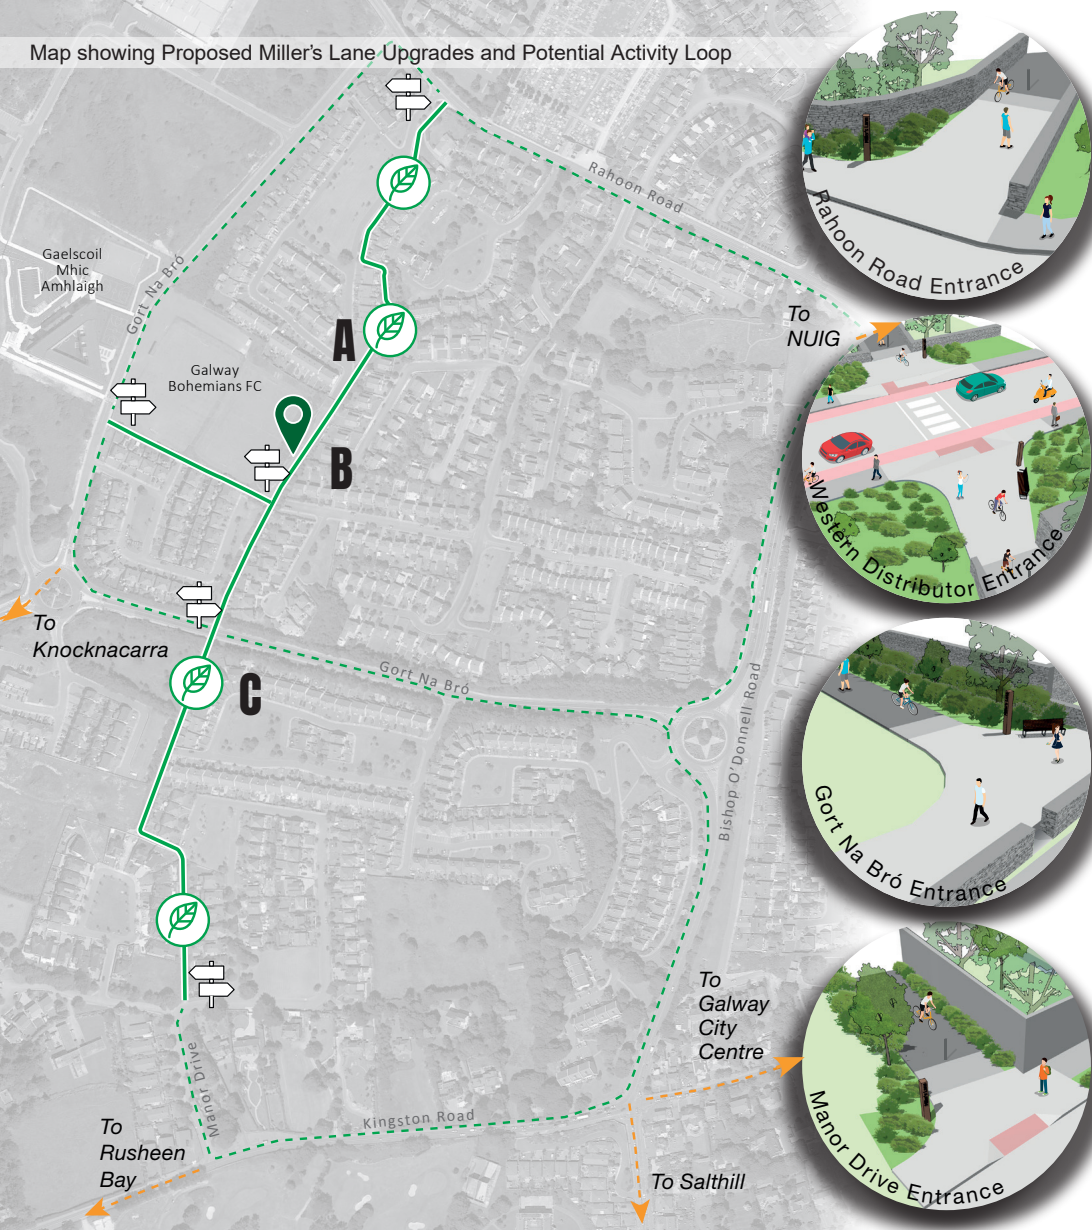 Map showing Proposed Miller's Lane Upgrades and Potential Activity Loop
Rahoon Road
Rahoon Road Entrance
Gaelscoil
Mhic
Amhlaigh
Gort Na Bró
To
NUIG
A
Galway
Bohemians FC
B
Western Distributor Entrance
To
Knocknacarra
C
Gort Na Bró
Bishop O'Donnell Road
Gort Na Bró Entrance
To
Galway
City
Centre
Manor Drive
Kingston Road
Manor Drive Entrance
To
Rusheen
Bay
To Salthill